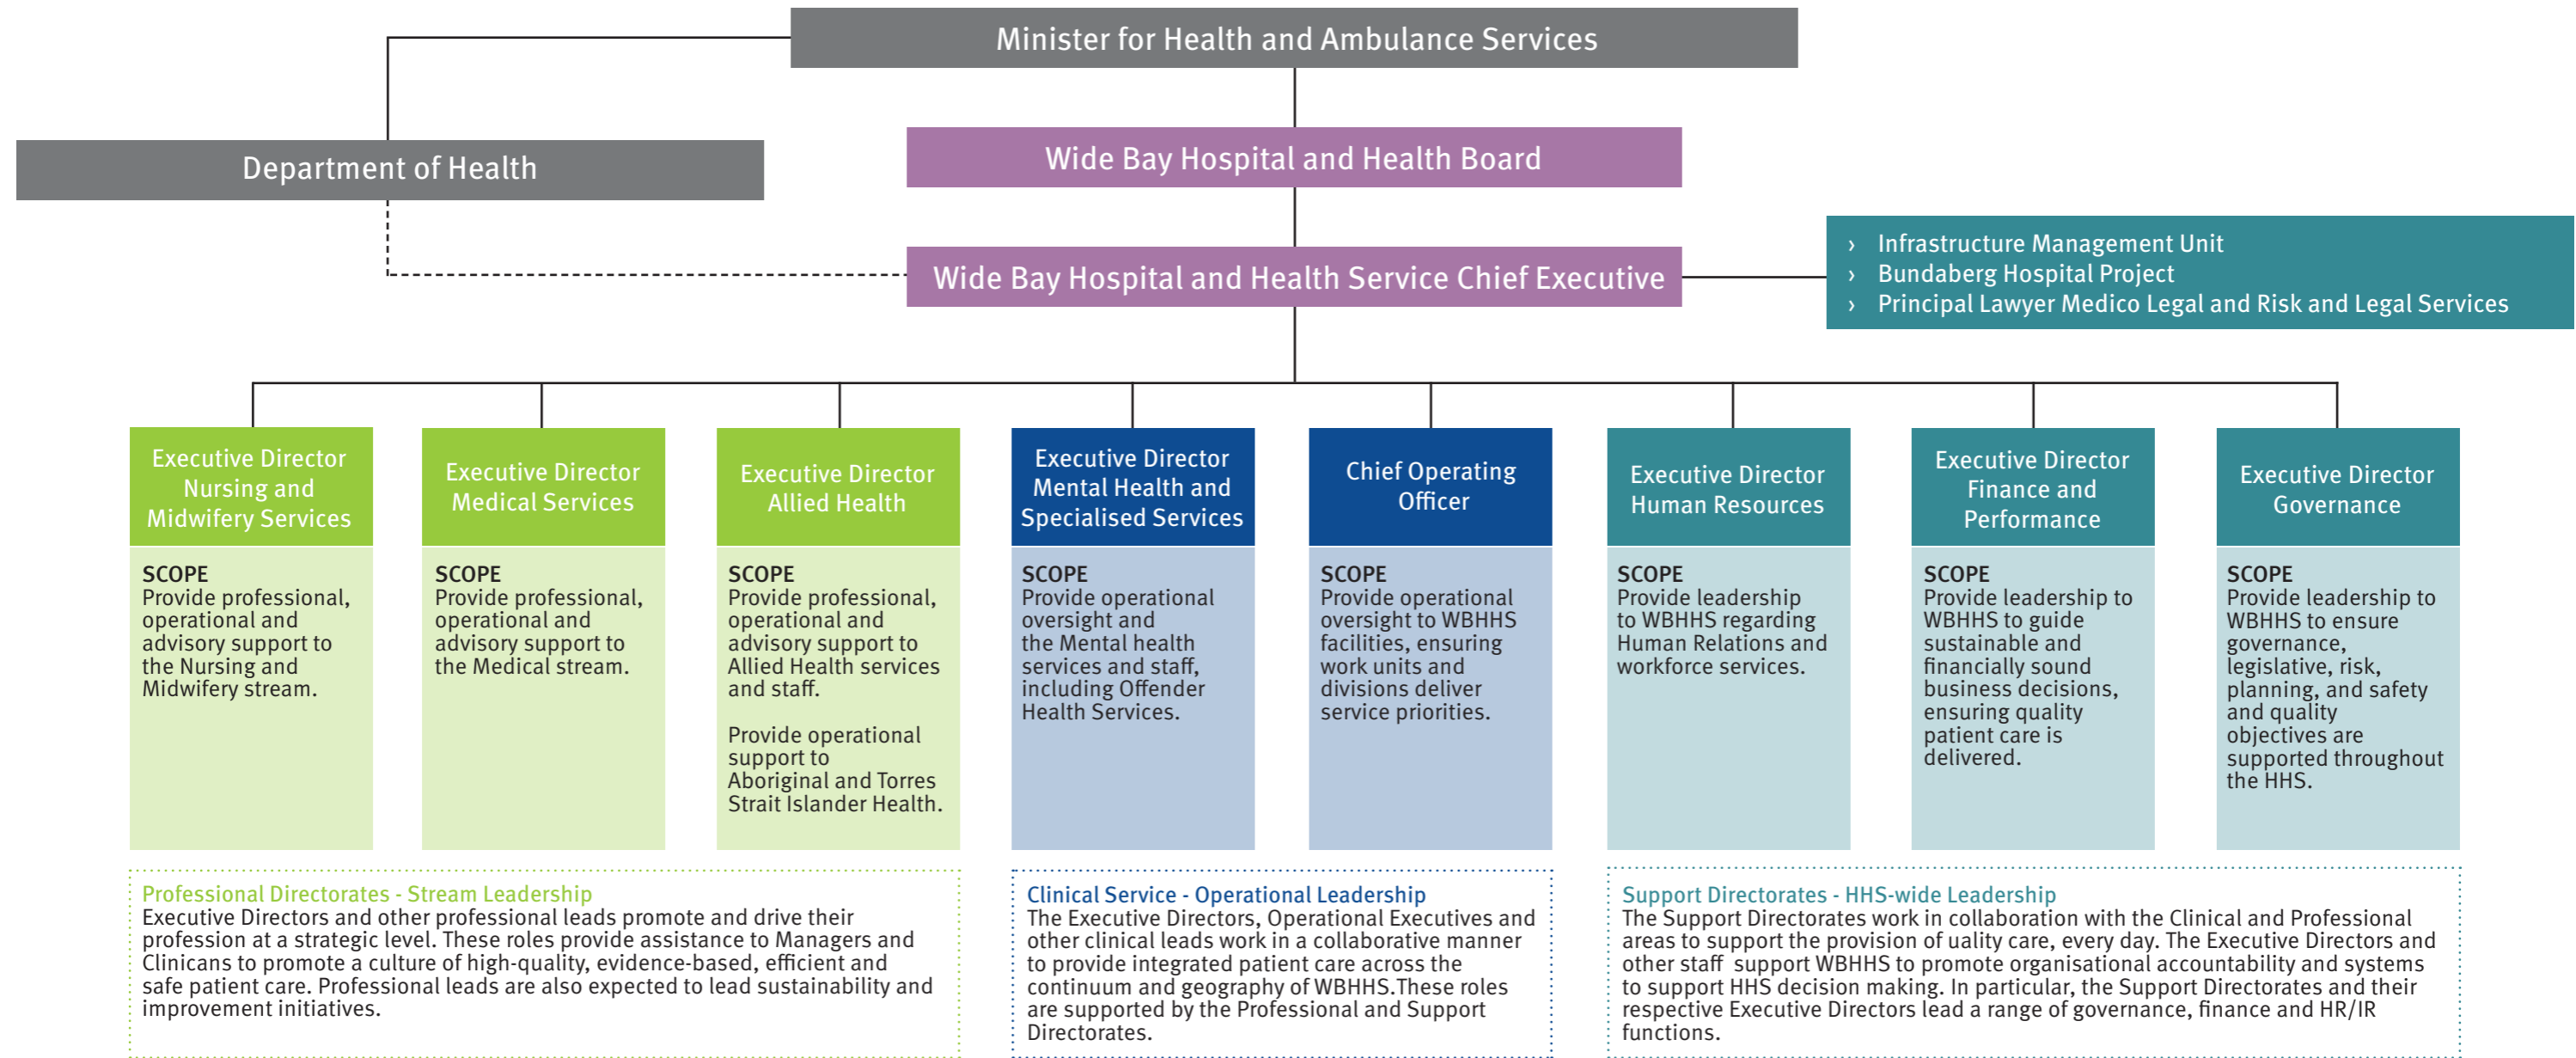 Minister for Health and Ambulance Services
Department of Health
Wide Bay Hospital and Health Board
Wide Bay Hospital and Health Service Chief Executive
› Infrastructure Management Unit
› Bundaberg Hospital Project
› Principal Lawyer Medico Legal and Risk and Legal Services
Executive Director
Nursing and
Midwifery Services
SCOPE
Provide professional,
operational and
advisory support to
the Nursing and
Midwifery stream.
Executive Director
Medical Services
SCOPE
Provide professional,
operational and
advisory support to
the Medical stream.
Executive Director
Allied Health
SCOPE
Provide professional,
operational and
advisory support to
Allied Health services
and staff.
Provide operational
support to
Aboriginal and Torres
Strait Islander Health.
Executive Director
Mental Health and
Specialised Services
SCOPE
Provide operational
oversight and
the Mental health
services and staff,
including Offender
Health Services.
Chief Operating
Officer
SCOPE
Provide operational
oversight to WBHHS
facilities, ensuring
work units and
divisions deliver
service priorities.
Executive Director
Human Resources
SCOPE
Provide leadership
to WBHHS regarding
Human Relations and
workforce services.
Executive Director
Finance and
Performance
SCOPE
Provide leadership to
WBHHS to guide
sustainable and
financially sound
business decisions,
ensuring quality
patient care is
delivered.
Executive Director
Governance
SCOPE
Provide leadership to
WBHHS to ensure
governance,
legislative, risk,
planning, and safety
and quality
objectives are
supported throughout
the HHS.
Professional Directorates - Stream Leadership
Executive Directors and other professional leads promote and drive their
profession at a strategic level. These roles provide assistance to Managers and
Clinicans to promote a culture of high-quality, evidence-based, efficient and
safe patient care. Professional leads are also expected to lead sustainability and
improvement initiatives.
Clinical Service - Operational Leadership
The Executive Directors, Operational Executives and
other clinical leads work in a collaborative manner
to provide integrated patient care across the
continuum and geography of WBHHS.These roles
are supported by the Professional and Support
Directorates.
Support Directorates - HHS-wide Leadership
The Support Directorates work in collaboration with the Clinical and Professional
areas to support the provision of uality care, every day. The Executive Directors and
other staff support WBHHS to promote organisational accountability and systems
to support HHS decision making. In particular, the Support Directorates and their
respective Executive Directors lead a range of governance, finance and HR/IR
functions.